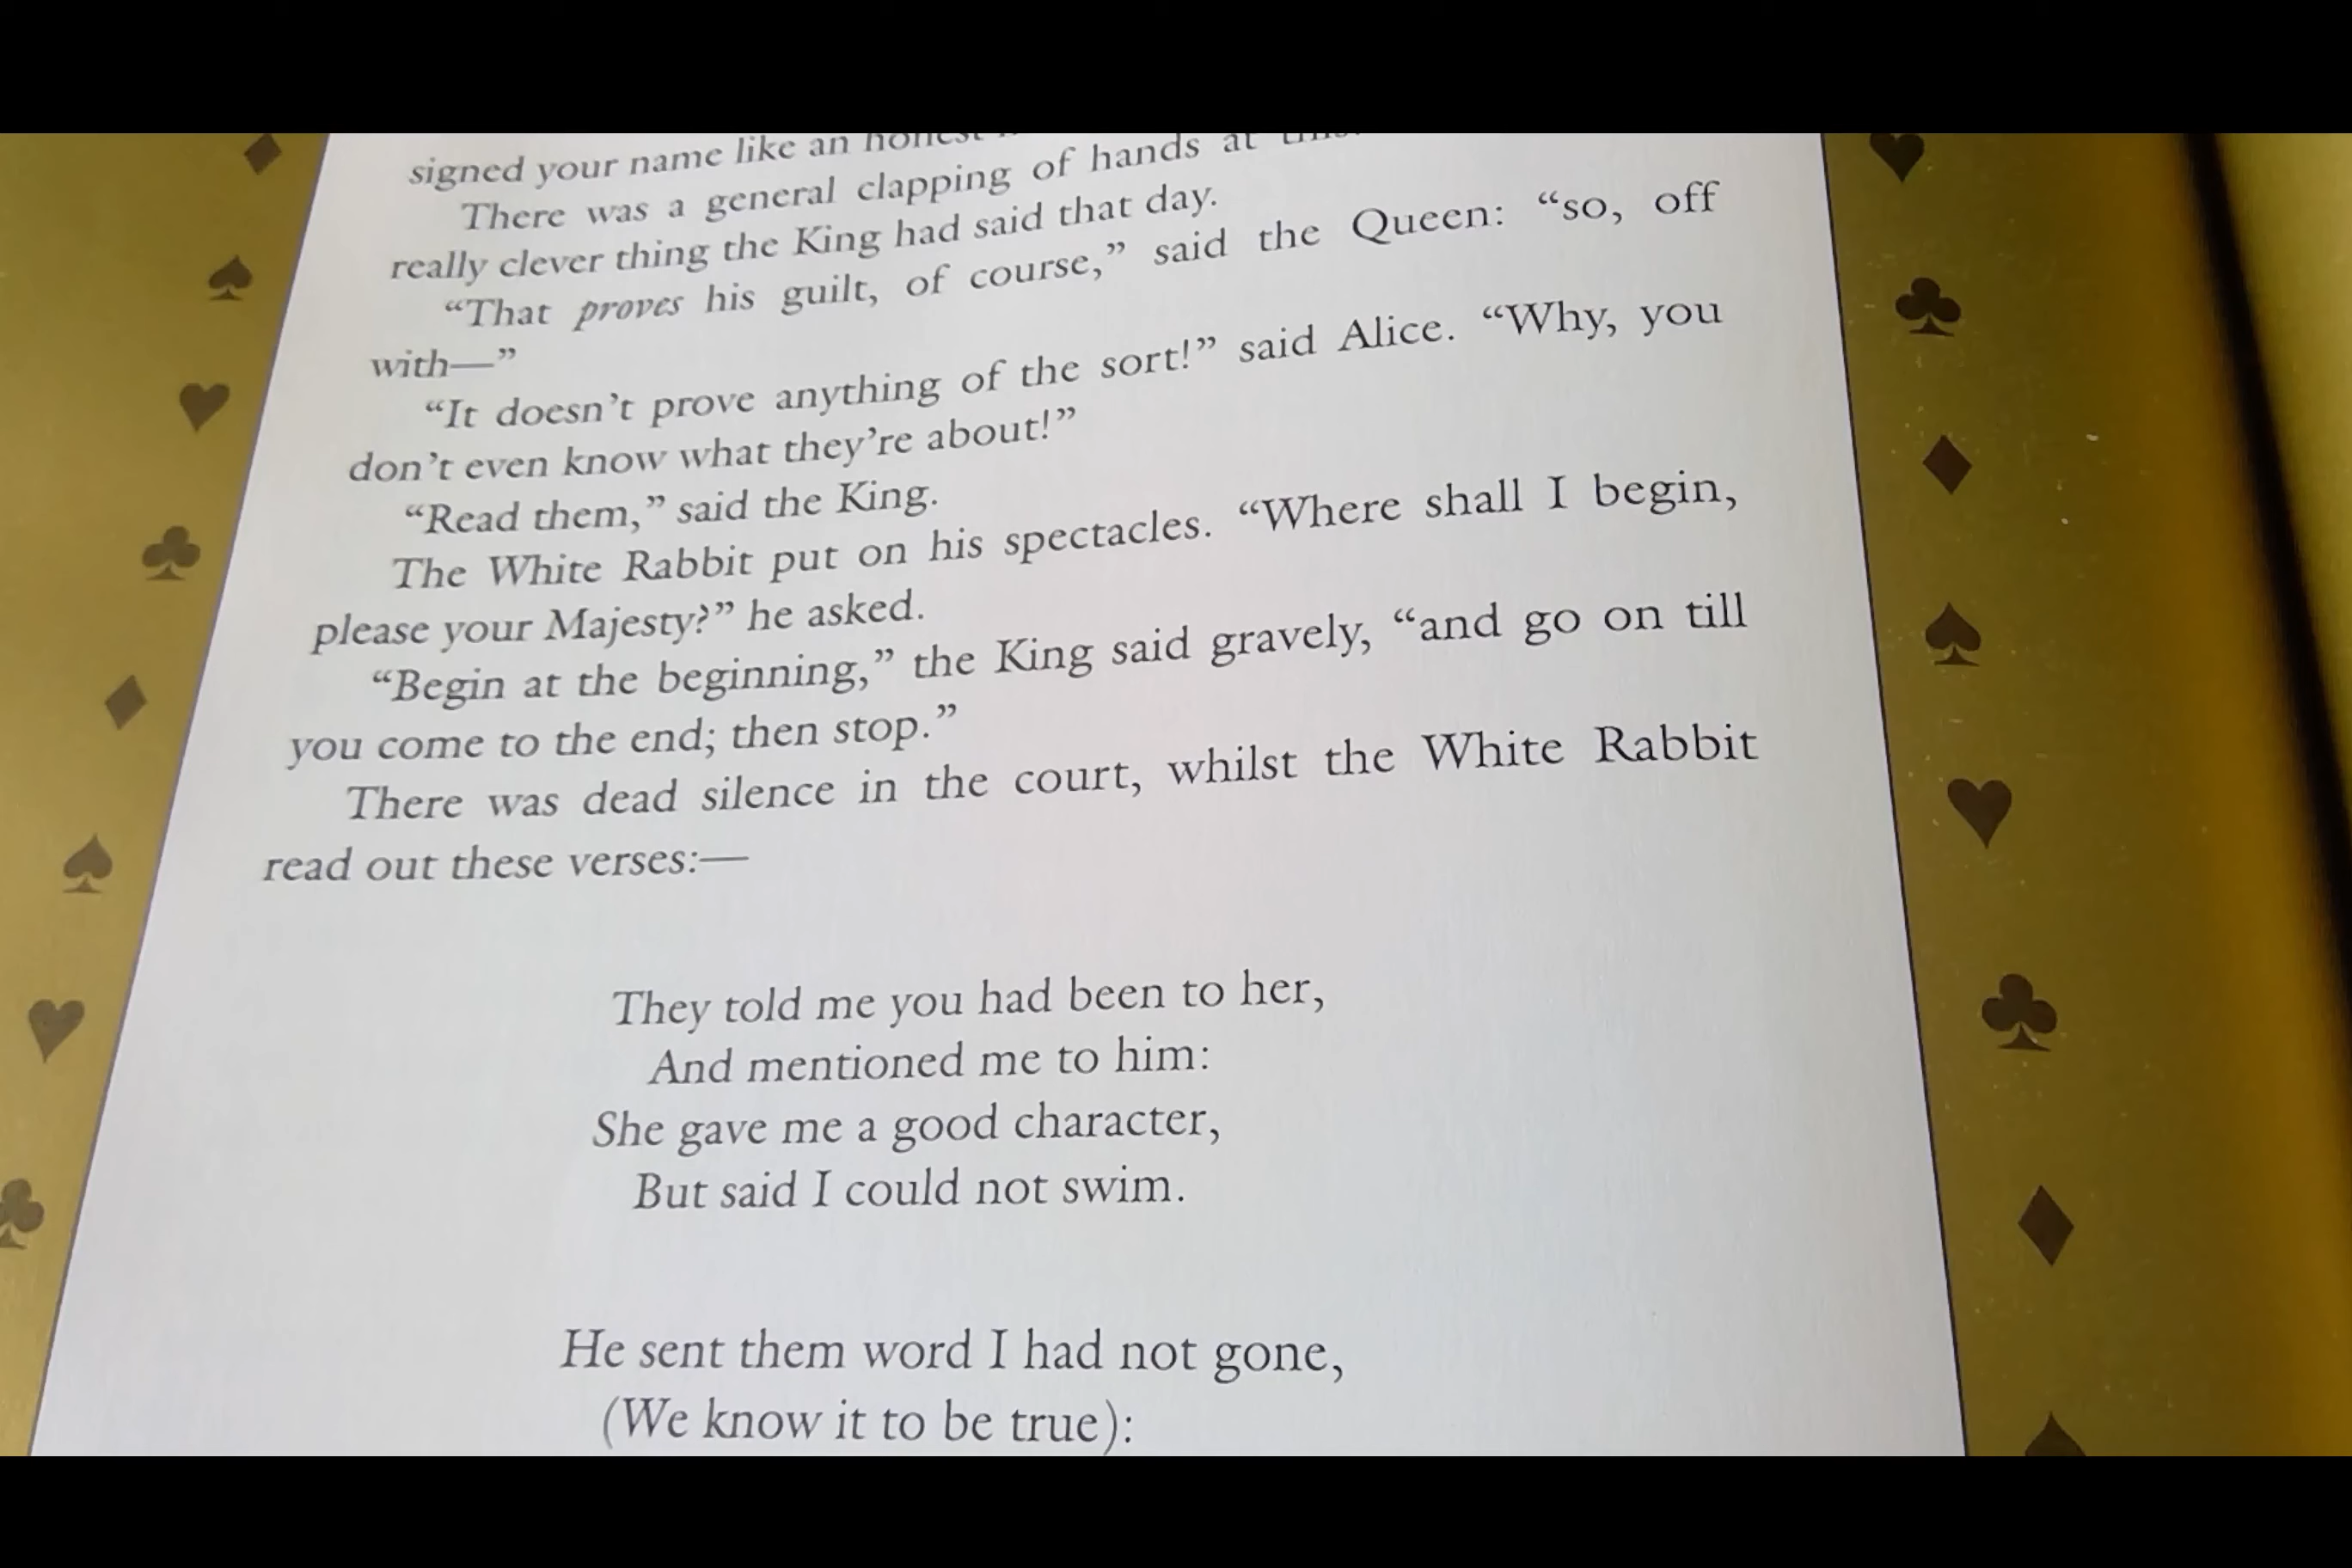 signed your name like an honest
There was a general clapping of hands at this
really clever thing the King had said that day.
“That proves his guilt, of course,” said the Queen: “so, off
with—”
“It doesn’t prove anything of the sort!” said Alice. “Why, you
don’t even know what they’re about!”
“Read them,” said the King.
The White Rabbit put on his spectacles. “Where shall I begin,
please your Majesty?” he asked.
“Begin at the beginning,” the King said gravely, “and go on till
you come to the end; then stop.”
There was dead silence in the court, whilst the White Rabbit
read out these verses:—
They told me you had been to her,
And mentioned me to him:
She gave me a good character,
But said I could not swim.
He sent them word I had not gone,
(We know it to be true):